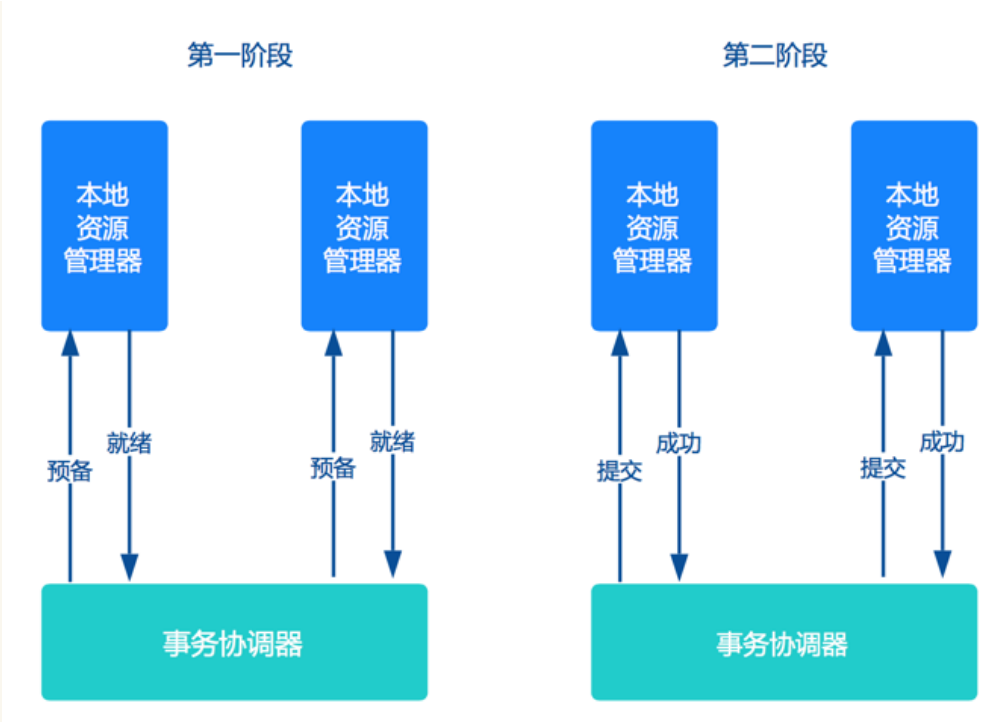 第一阶段
第二阶段
本地
资源
管理器
本地
资源
管理器
本地
资源
管理器
本地
资源
管理器
预备
就绪
预备
就绪
提交
成功
提交
成功
事务协调器
事务协调器